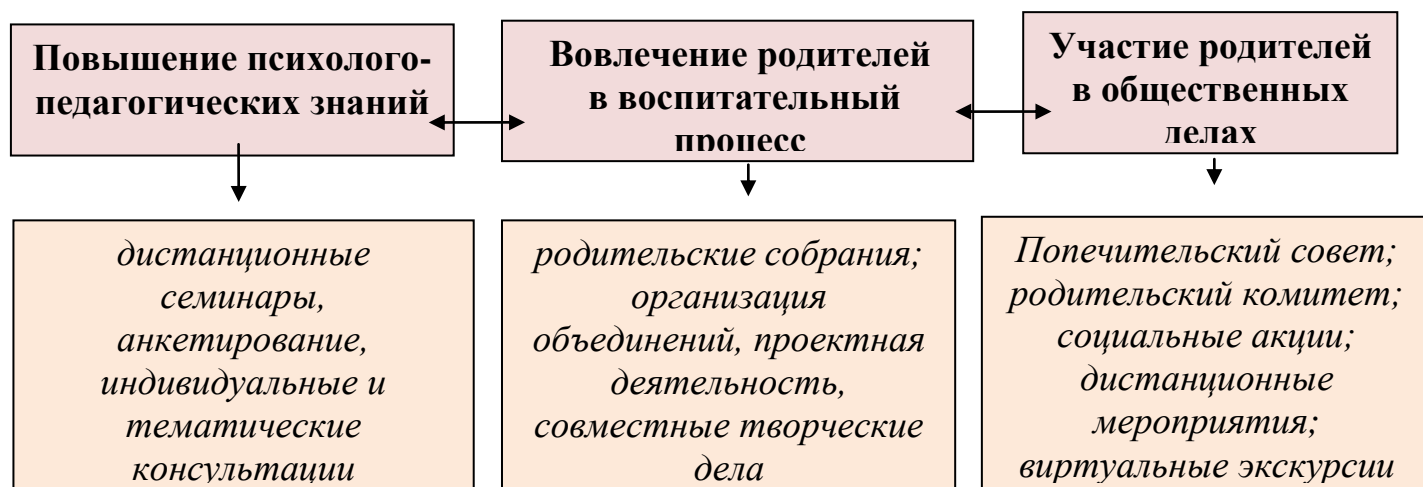 Повышение психолого-
педагогических знаний
Вовлечение родителей
в воспитательный
процесс
Участие родителей
в общественных
делах
дистанционные
семинары,
анкетирование,
индивидуальные и
тематические
консультации
родительские собрания;
организация
объединений, проектная
деятельность,
совместные творческие
дела
Попечительский совет;
родительский комитет;
социальные акции;
дистанционные
мероприятия;
виртуальные экскурсии